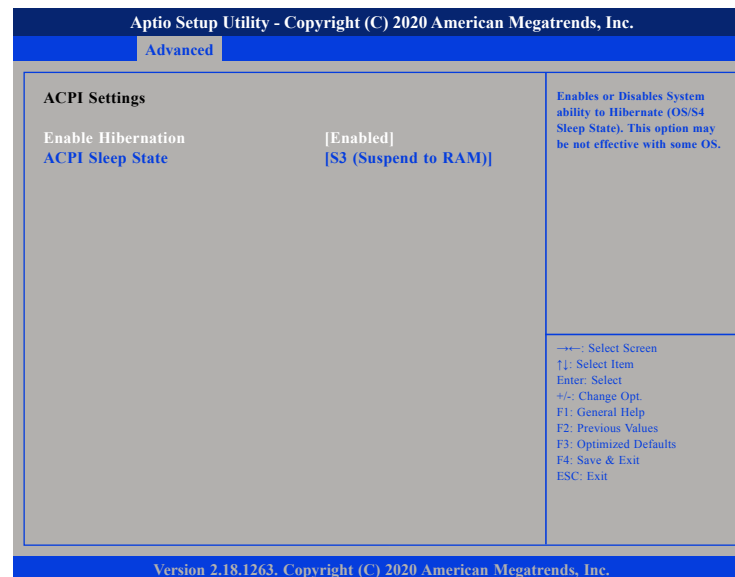 Aptio Setup Utility - Copyright (C) 2020 American Megatrends, Inc.
Advanced
ACPI Settings
Enable Hibernation [Enabled]
ACPI Sleep State [S3 (Suspend to RAM)]
Enables or Disables System
ability to Hibernate (OS/S4
Sleep State). This option may
be not effective with some OS.
→←: Select Screen
↑↓: Select Item
Enter: Select
+/-: Change Opt.
F1: General Help
F2: Previous Values
F3: Optimized Defaults
F4: Save & Exit
ESC: Exit
Version 2.18.1263. Copyright (C) 2020 American Megatrends, Inc.